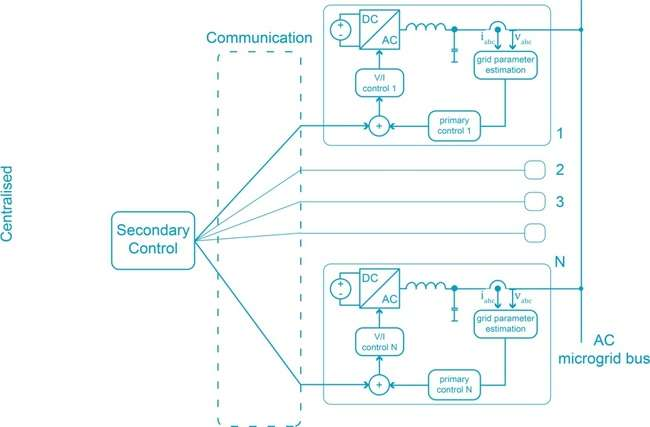 Centralised
Communication
Secondary
Control
DC
AC
+
-
i abc
v abc
grid parameter
estimation
V/I
control 1
+
primary
control 1
1
2
3
N
DC
AC
+
-
i abc
v abc
grid parameter
estimation
V/I
control N
+
primary
control N
AC
microgrid bus